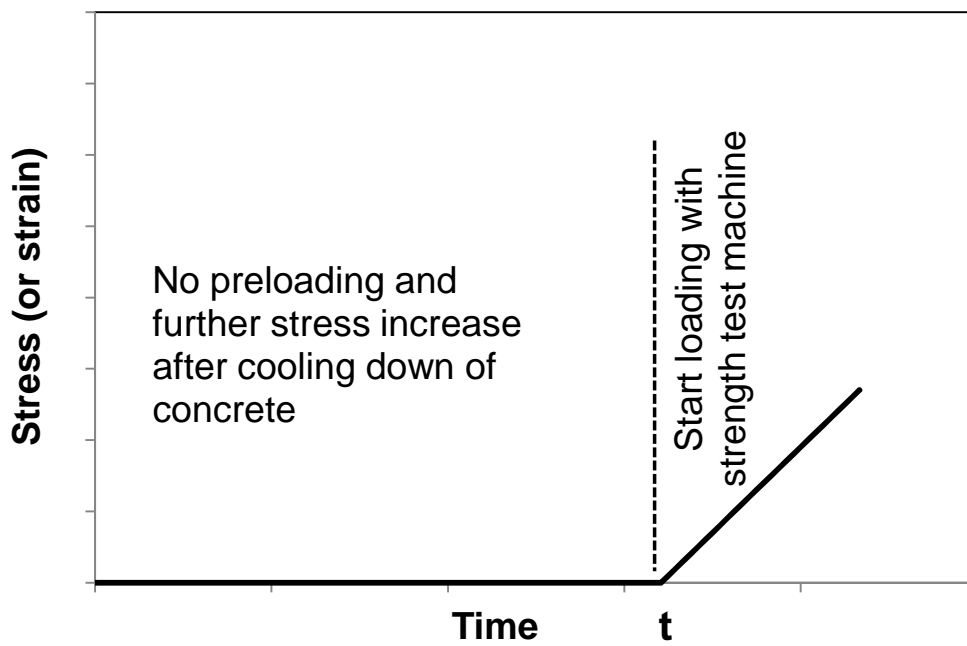 Stress (or strain)
No preloading and
further stress increase
after cooling down of
concrete
Start loading with
strength test machine
Time
t